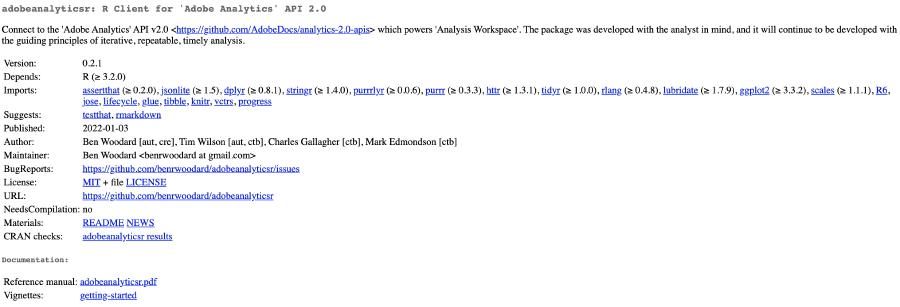 adobeanalyticsr: R Client for 'Adobe Analytics' API 2.0
Connect to the 'Adobe Analytics' API v2.0 <https://github.com/AdobeDocs/analytics-2.0-apis> which powers 'Analysis Workspace'. The package was developed with the analyst in mind, and it will continue to be developed with
the guiding principles of iterative, repeatable, timely analysis.
Version: 0.2.1
Depends: R (≥ 3.2.0)
Imports: assertthat (≥ 0.2.0), jsonlite (≥ 1.5), dplyr (≥ 0.8.1), stringr (≥ 1.4.0), purrrlyr (≥ 0.0.6), purrr (≥ 0.3.3), httr (≥ 1.3.1), tidyr (≥ 1.0.0), rlang (≥ 0.4.8), lubridate (≥ 1.7.9), ggplot2 (≥ 3.3.2), scales (≥ 1.1.1), R6,
jose, lifecycle, glue, tibble, knitr, vctrs, progress
Suggests: testthat, rmarkdown
Published: 2022-01-03
Author: Ben Woodard [aut, cre], Tim Wilson [aut, ctb], Charles Gallagher [ctb], Mark Edmondson [ctb]
Maintainer: Ben Woodard <benrwoodard at gmail.com>
BugReports: https://github.com/benrwoodard/adobeanalyticsr/issues
License: MIT + file LICENSE
URL: https://github.com/benrwoodard/adobeanalyticsr
NeedsCompilation: no
Materials: README NEWS
CRAN checks: adobeanalyticsr results
Documentation:
Reference manual: adobeanalyticsr.pdf
Vignettes: getting-started